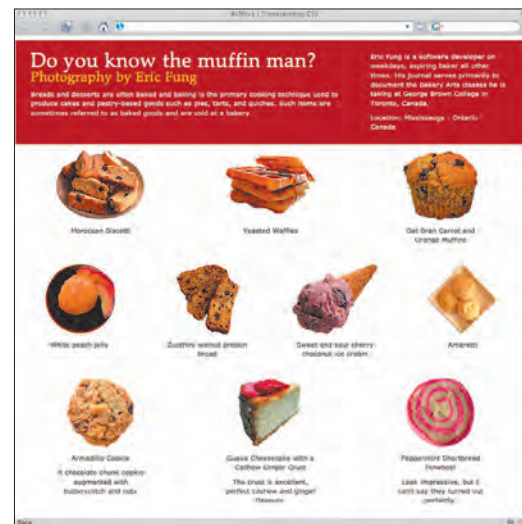 Do you know the muffin man?
Photography by Eric Fung
Breads and desserts are often baked and baking is the primary cooking technique used to
produce cakes and pastry-based goods such as pies, tarts, and quiches. Such items are
sometimes referred to as baked goods and are sold at a bakery.
Eric Fung is a software developer on
weekdays, aspiring baker all other
times. His journal serves primarily to
document the Bakery Arts classes he is
taking at George Brown College in
Toronto, Canada.
Location: Mississauga : Ontario :
Canada
Moroccan Biscotti
Yeasted Waffles
Oat Bran Carrot and
Orange Muffins
White peach jelly
Zucchini walnut protein
bread
Sweet and sour cherry
choconut ice cream
Amaretti
Armadillo Cookie
A chocolate chunk cookie
augmented with
butterscotch and nuts
Guava Cheesecake with a
Cashew Ginger Crust
The crust is excellent,
perfect cashew and ginger
flavours
Peppermint Shortbread
Pinwheel
Look impressive, but I
can't say they turned out
perfectly.
Done